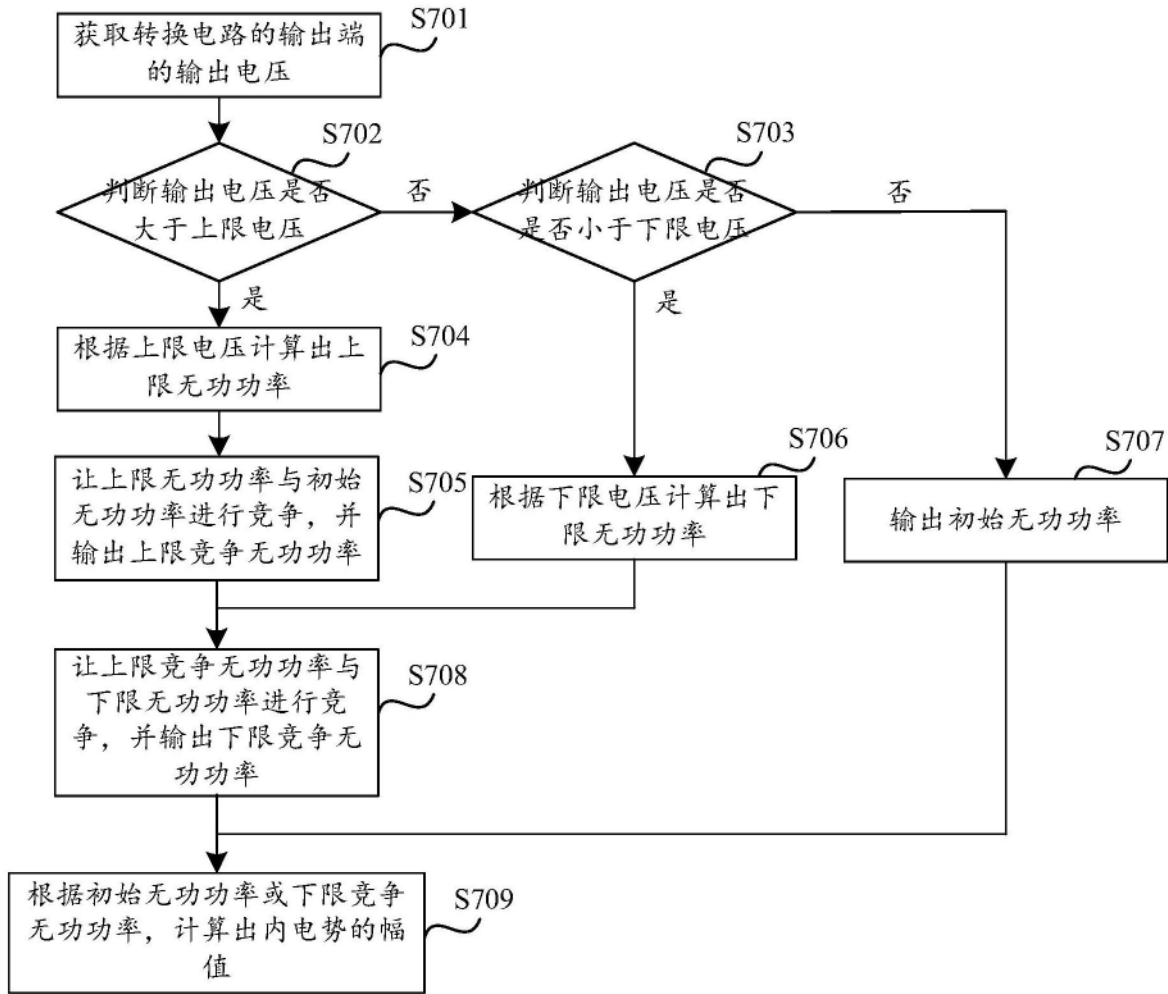 S701
获取转换电路的输出端
的输出电压
S702
判断输出电压是否
大于上限电压
否
S703
判断输出电压是否
是否小于下限电压
否
是
是
S704
根据上限电压计算出上
限无功功率
S705
让上限无功功率与初始
无功功率进行竞争，并
输出上限竞争无功功率
S706
根据下限电压计算出下
限无功功率
S707
输出初始无功功率
S708
让上限竞争无功功率与
下限无功功率进行竞
争，并输出下限竞争无
功功率
S709
根据初始无功功率或下限竞争
无功功率，计算出内电势的幅
值